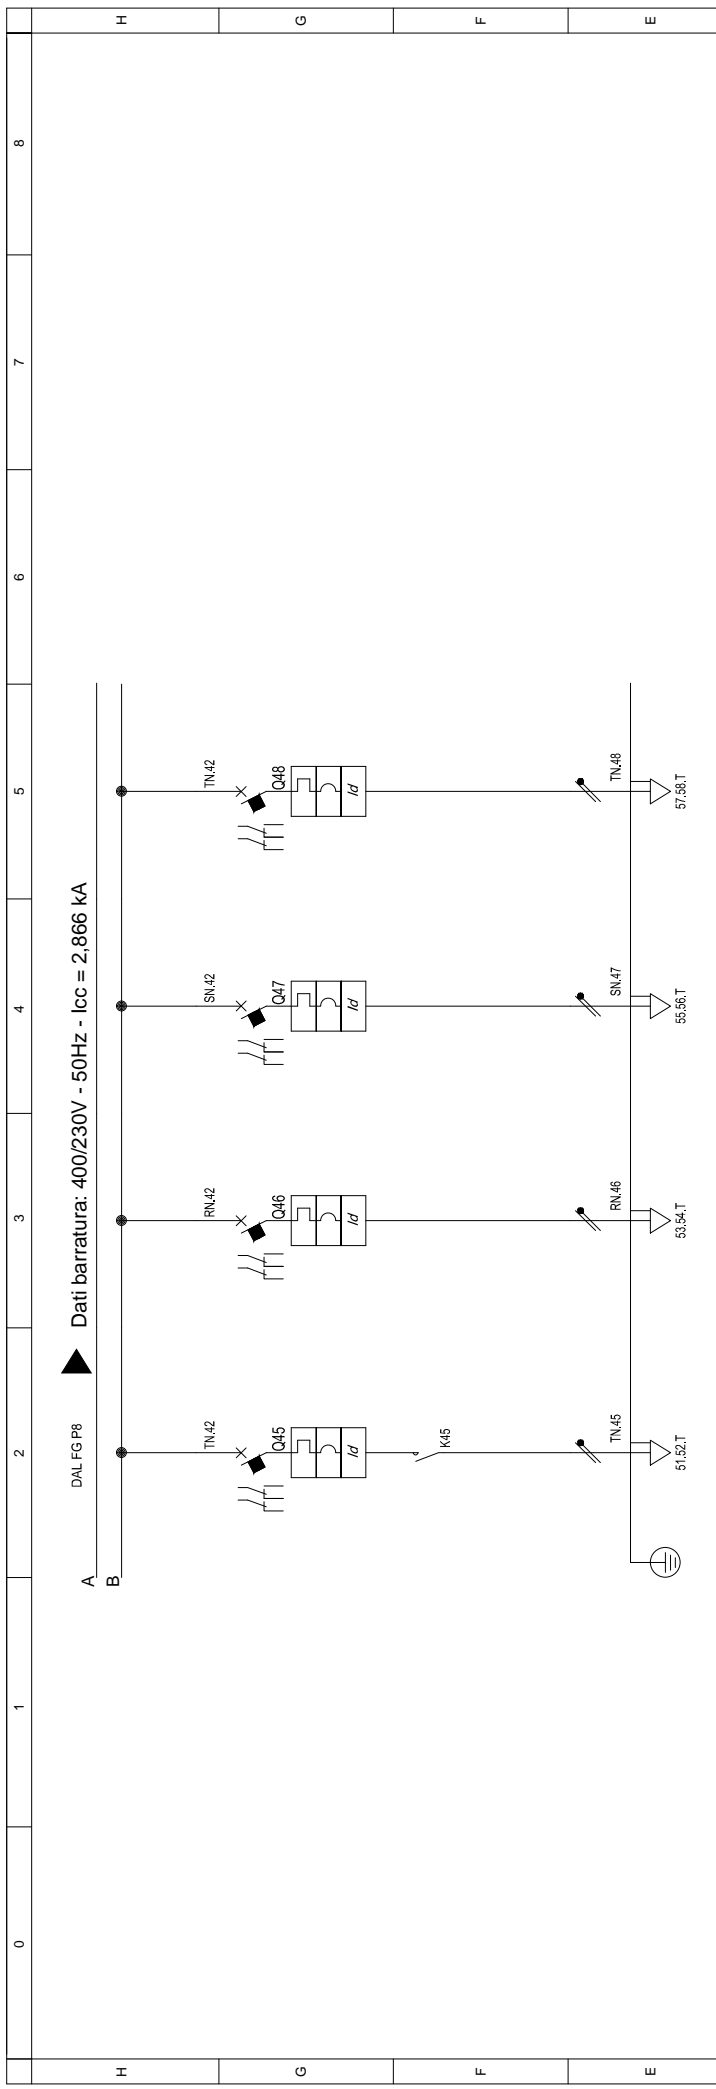 0 1 2 3 4 5 6 7 8
DAL FG P8 Dati barratura: 400/230V - 50Hz - Icc = 2,866 kA
A
B
H H
TN.42 RN.42 SN.42 TN.42
Q45 Q46 Q47 Q48
G G
Id Id Id Id
K45
F F
TN.45 RN.46 SN.47 TN.48
E E
51.52.T 53.54.T 55.56.T 57.58.T